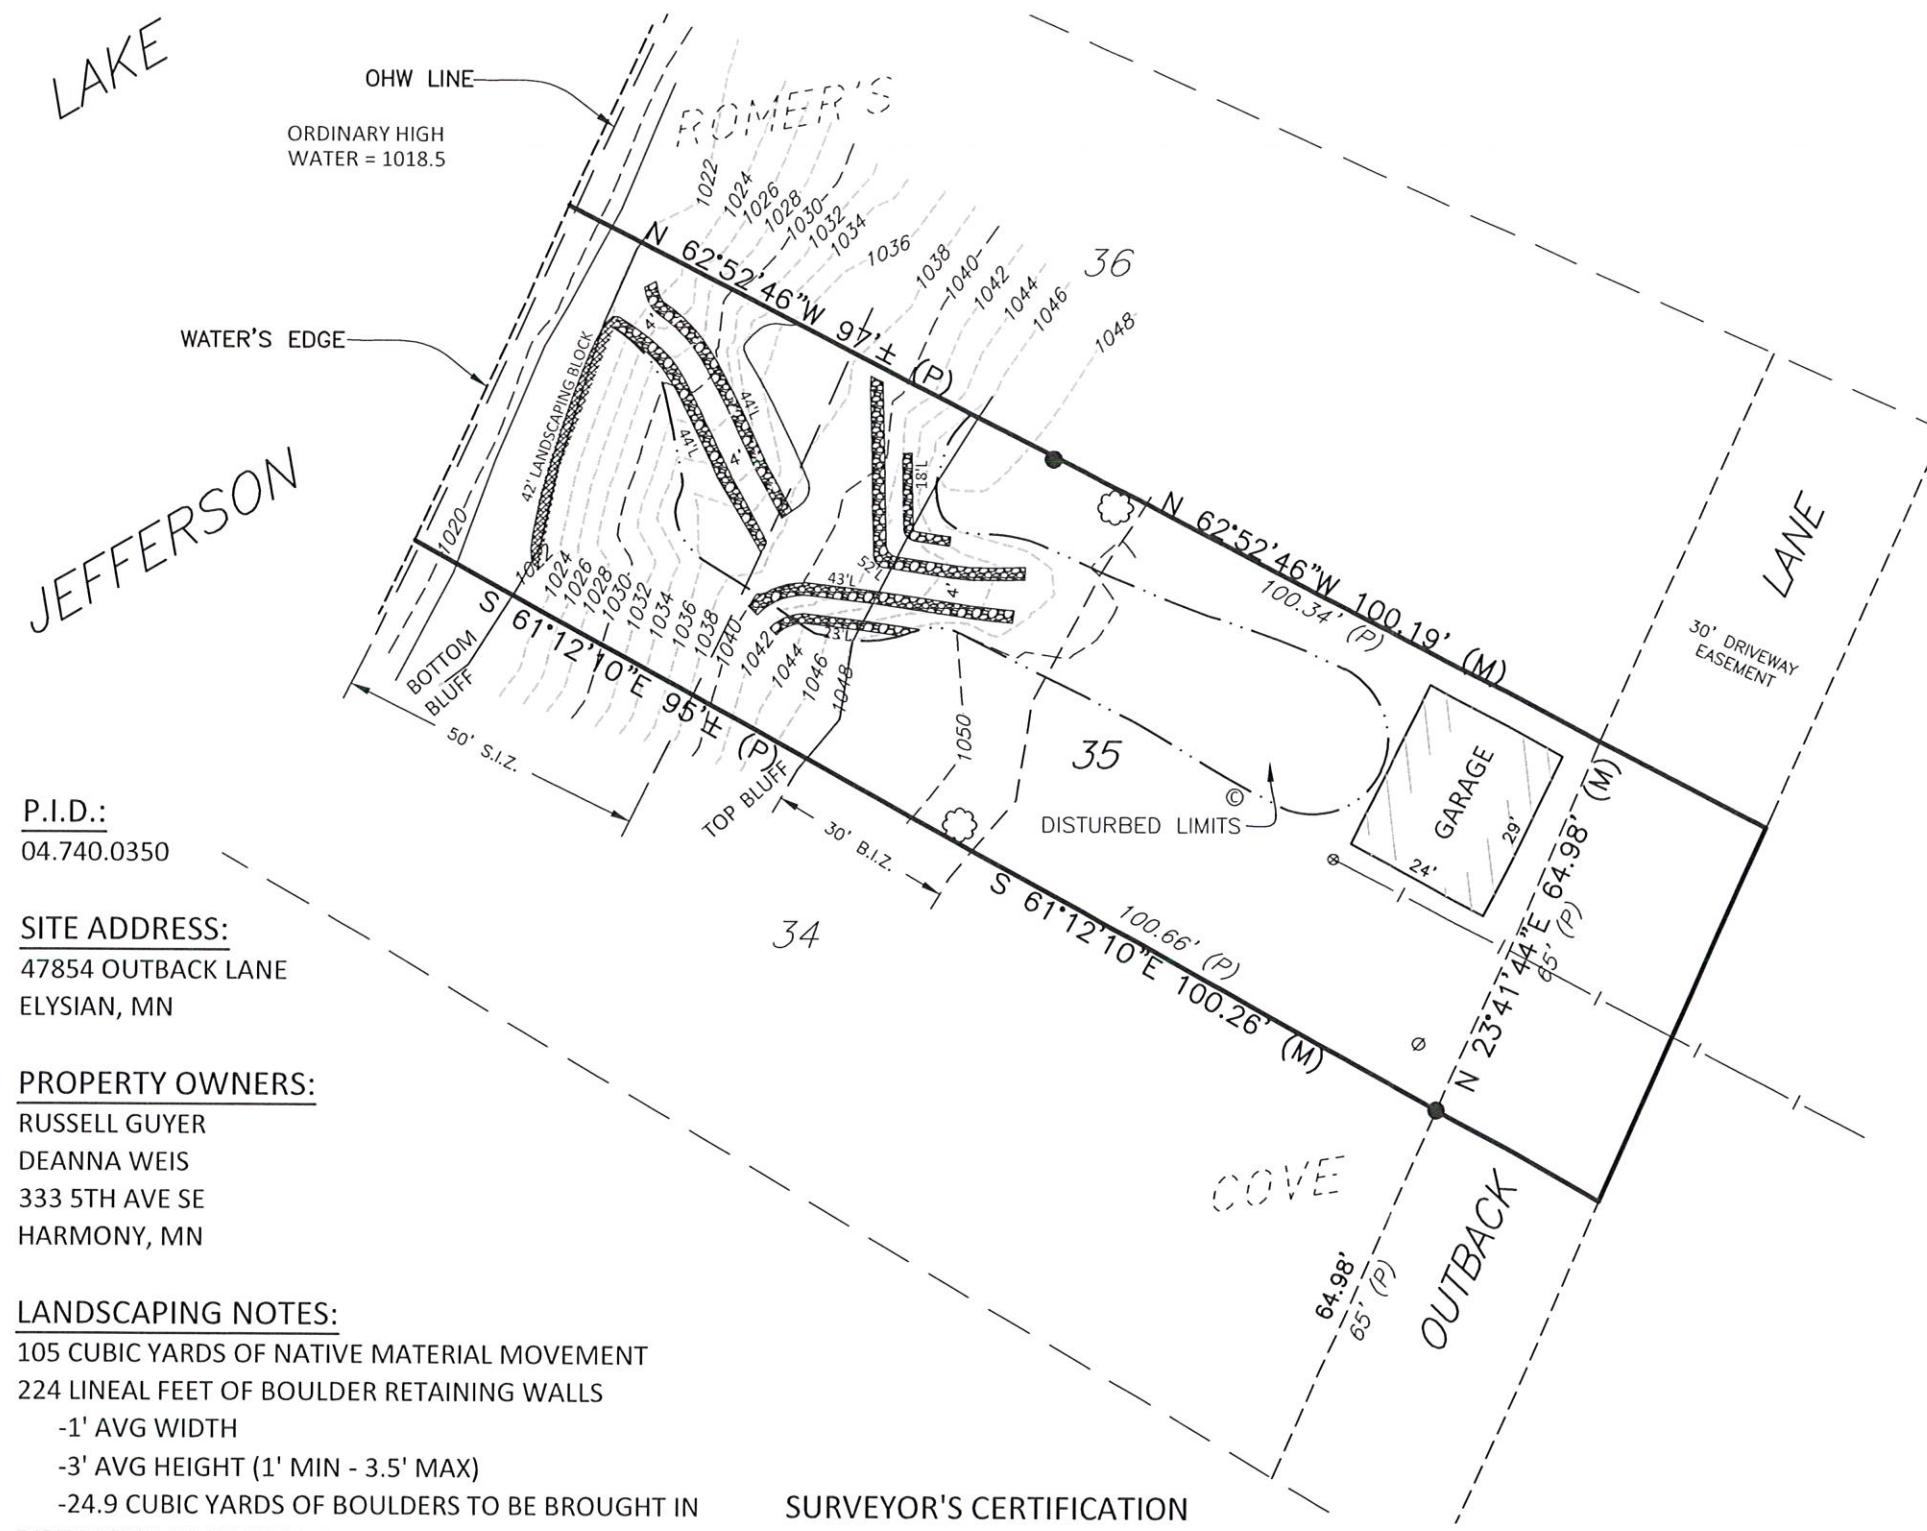 LAKE
JEFFERSON
OHW LINE
ORDINARY HIGH
WATER = 1018.5
WATER'S EDGE
ROMER'S
1022
1024
1026
1028
1030
1032
1034
1036
1038
1040
1042
1044
1046
1048
36
N 62°52'46"W 97'± (P)
42' LANDSCAPING BLOCK
4'
44'L
44'L
4'
18'L
52'L
43'L
4'
23'L
1020
1022
1024
1026
1028
1030
1032
1034
1036
1038
1040
1042
1044
1046
1048
1050
S 61°12'10"E 95'± (P)
BOTTOM
BLUFF
50' S.I.Z.
TOP BLUFF
30' B.I.Z.
N 62°52'46"W 100.19' (M)
100.34' (P)
LANE
30' DRIVEWAY
EASEMENT
35
©
DISTURBED LIMITS
GARAGE
29'
24'
N 23°41'44"E 64.98' (M)
65' (P)
S 61°12'10"E 100.26' (M)
100.66' (P)
34
COVE
64.98'
65' (P)
OUTBACK
P.I.D.:
04.740.0350
SITE ADDRESS:
47854 OUTBACK LANE
ELYSIAN, MN
PROPERTY OWNERS:
RUSSELL GUYER
DEANNA WEIS
333 5TH AVE SE
HARMONY, MN
LANDSCAPING NOTES:
105 CUBIC YARDS OF NATIVE MATERIAL MOVEMENT
224 LINEAL FEET OF BOULDER RETAINING WALLS
-1' AVG WIDTH
-3' AVG HEIGHT (1' MIN - 3.5' MAX)
-24.9 CUBIC YARDS OF BOULDERS TO BE BROUGHT IN
SURVEYOR'S CERTIFICATION